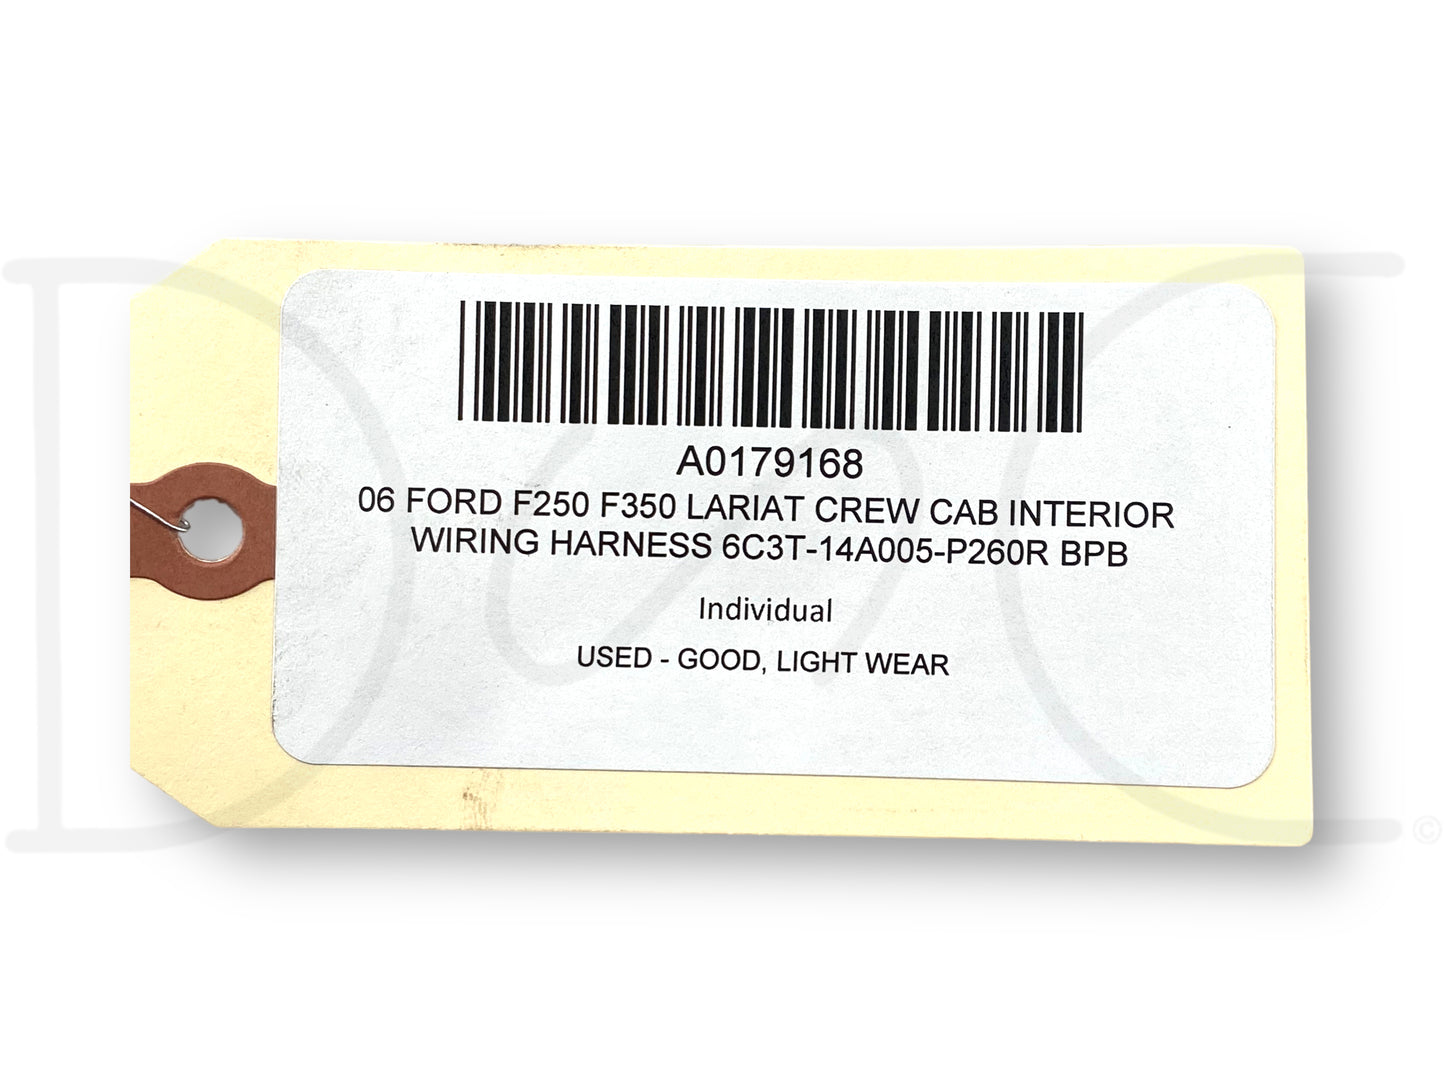 A0179168
06 FORD F250 F350 LARIAT CREW CAB INTERIOR
WIRING HARNESS 6C3T-14A005-P260R BPB
Individual
USED - GOOD, LIGHT WEAR
©